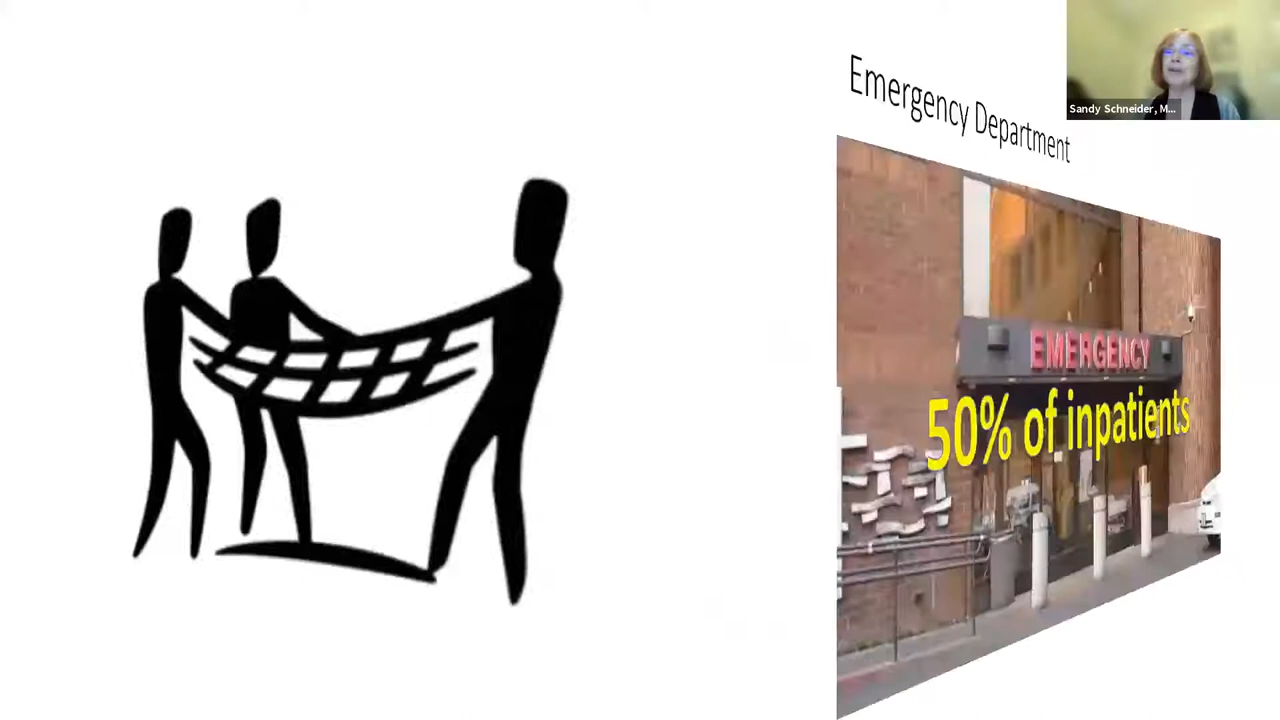 Emergency Department
Sandy Schneider, M...
EMERGENCY
50% of inpatients